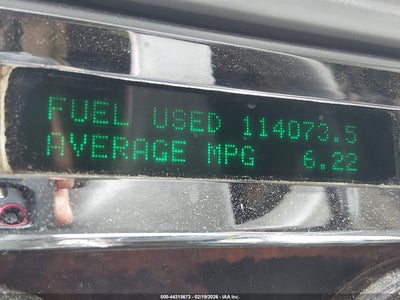 FUEL USED 114073.5
AVERAGE MPG 6.22
000-44315673 - 02/19/2026 - IAA Inc.